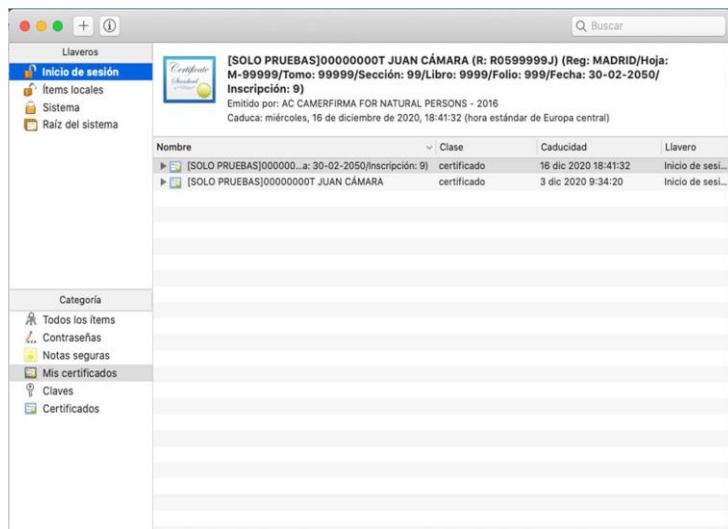 Buscar
Llaveros
Inicio de sesión
Ítems locales
Sistema
Raíz del sistema
Certificate
Standard
[SOLO PRUEBAS]00000000T JUAN CÁMARA (R: R0599999J) (Reg: MADRID/Hoja:
M-99999/Tomo: 99999/Sección: 99/Libro: 9999/Folio: 999/Fecha: 30-02-2050/
Inscripción: 9)
Emitido por: AC CAMERFIRMA FOR NATURAL PERSONS - 2016
Caduca: miércoles, 16 de diciembre de 2020, 18:41:32 (hora estándar de Europa central)
Nombre Clase Caducidad Llavero
[SOLO PRUEBAS]000000...a: 30-02-2050/Inscripción: 9) certificado 16 dic 2020 18:41:32 Inicio de sesi...
[SOLO PRUEBAS]00000000T JUAN CÁMARA certificado 3 dic 2020 9:34:20 Inicio de sesi...
Categoría
Todos los ítems
Contraseñas
Notas seguras
Mis certificados
Claves
Certificados